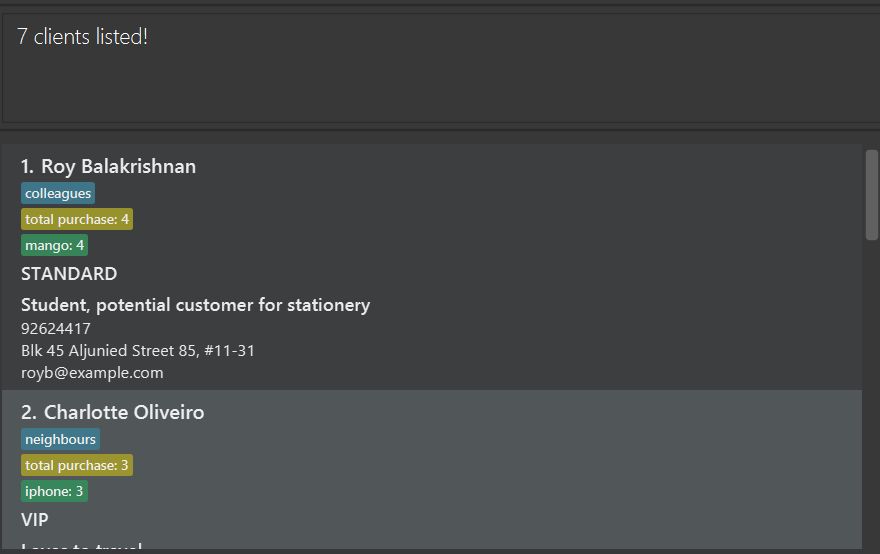 7 clients listed!
1. Roy Balakrishnan
colleagues
total purchase: 4
mango: 4
STANDARD
Student, potential customer for stationery
92624417
Blk 45 Aljunied Street 85, #11-31
royb@example.com
2. Charlotte Oliveiro
neighbours
total purchase: 3
iphone: 3
VIP